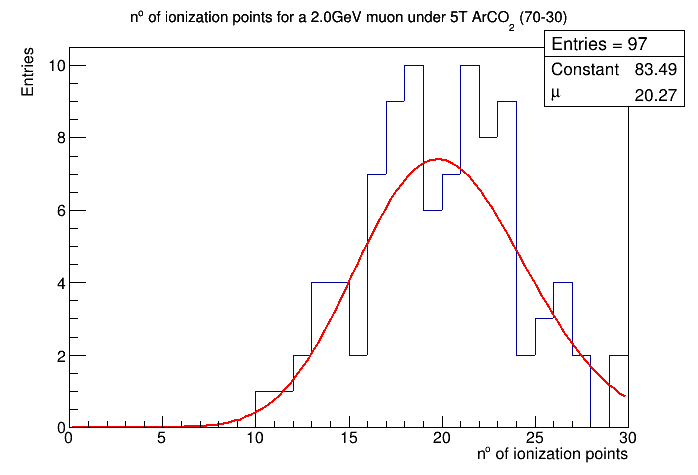 nº of ionization points for a 2.0GeV muon under 5T ArCO₂ (70-30)
Entries = 97
Constant 83.49
μ 20.27
Entries
10
8
6
4
2
0
0 5 10 15 20 25 30
nº of ionization points